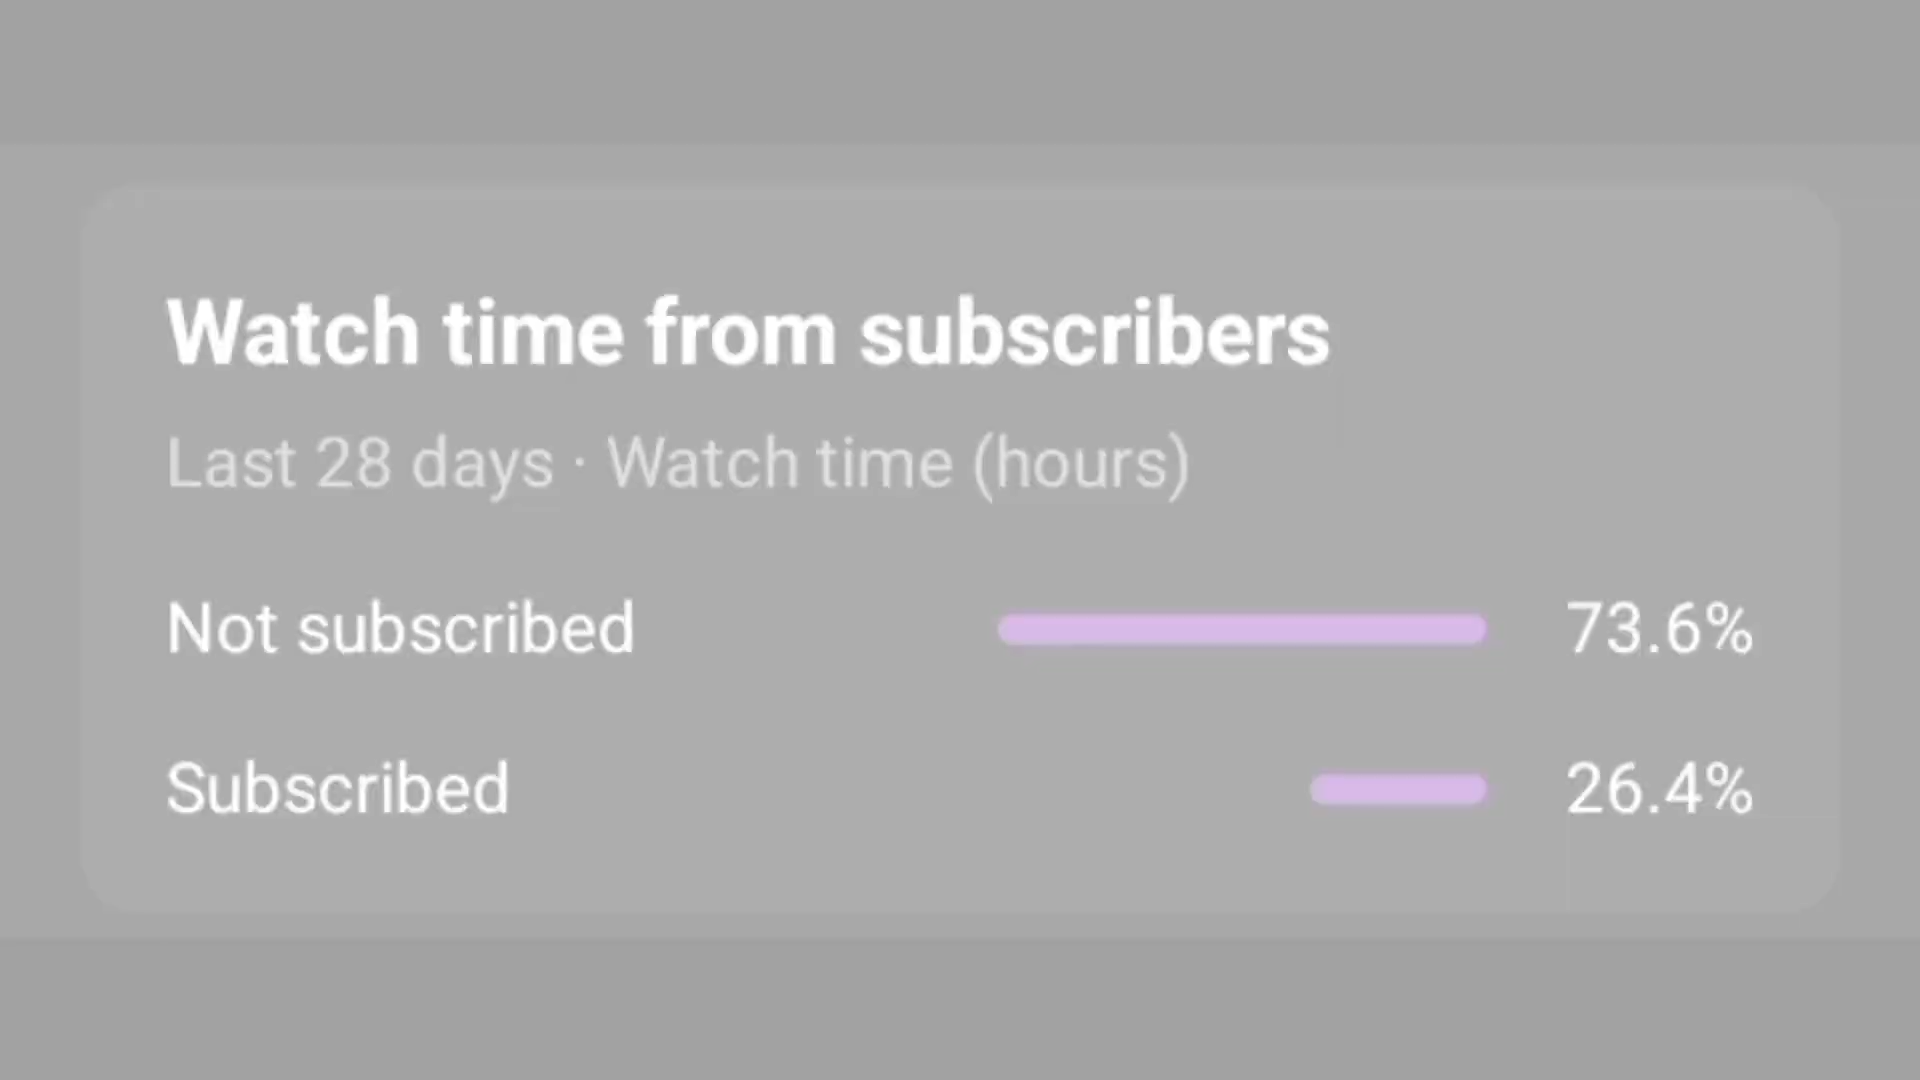 Watch time from subscribers
Last 28 days · Watch time (hours)
Not subscribed 73.6%
Subscribed 26.4%